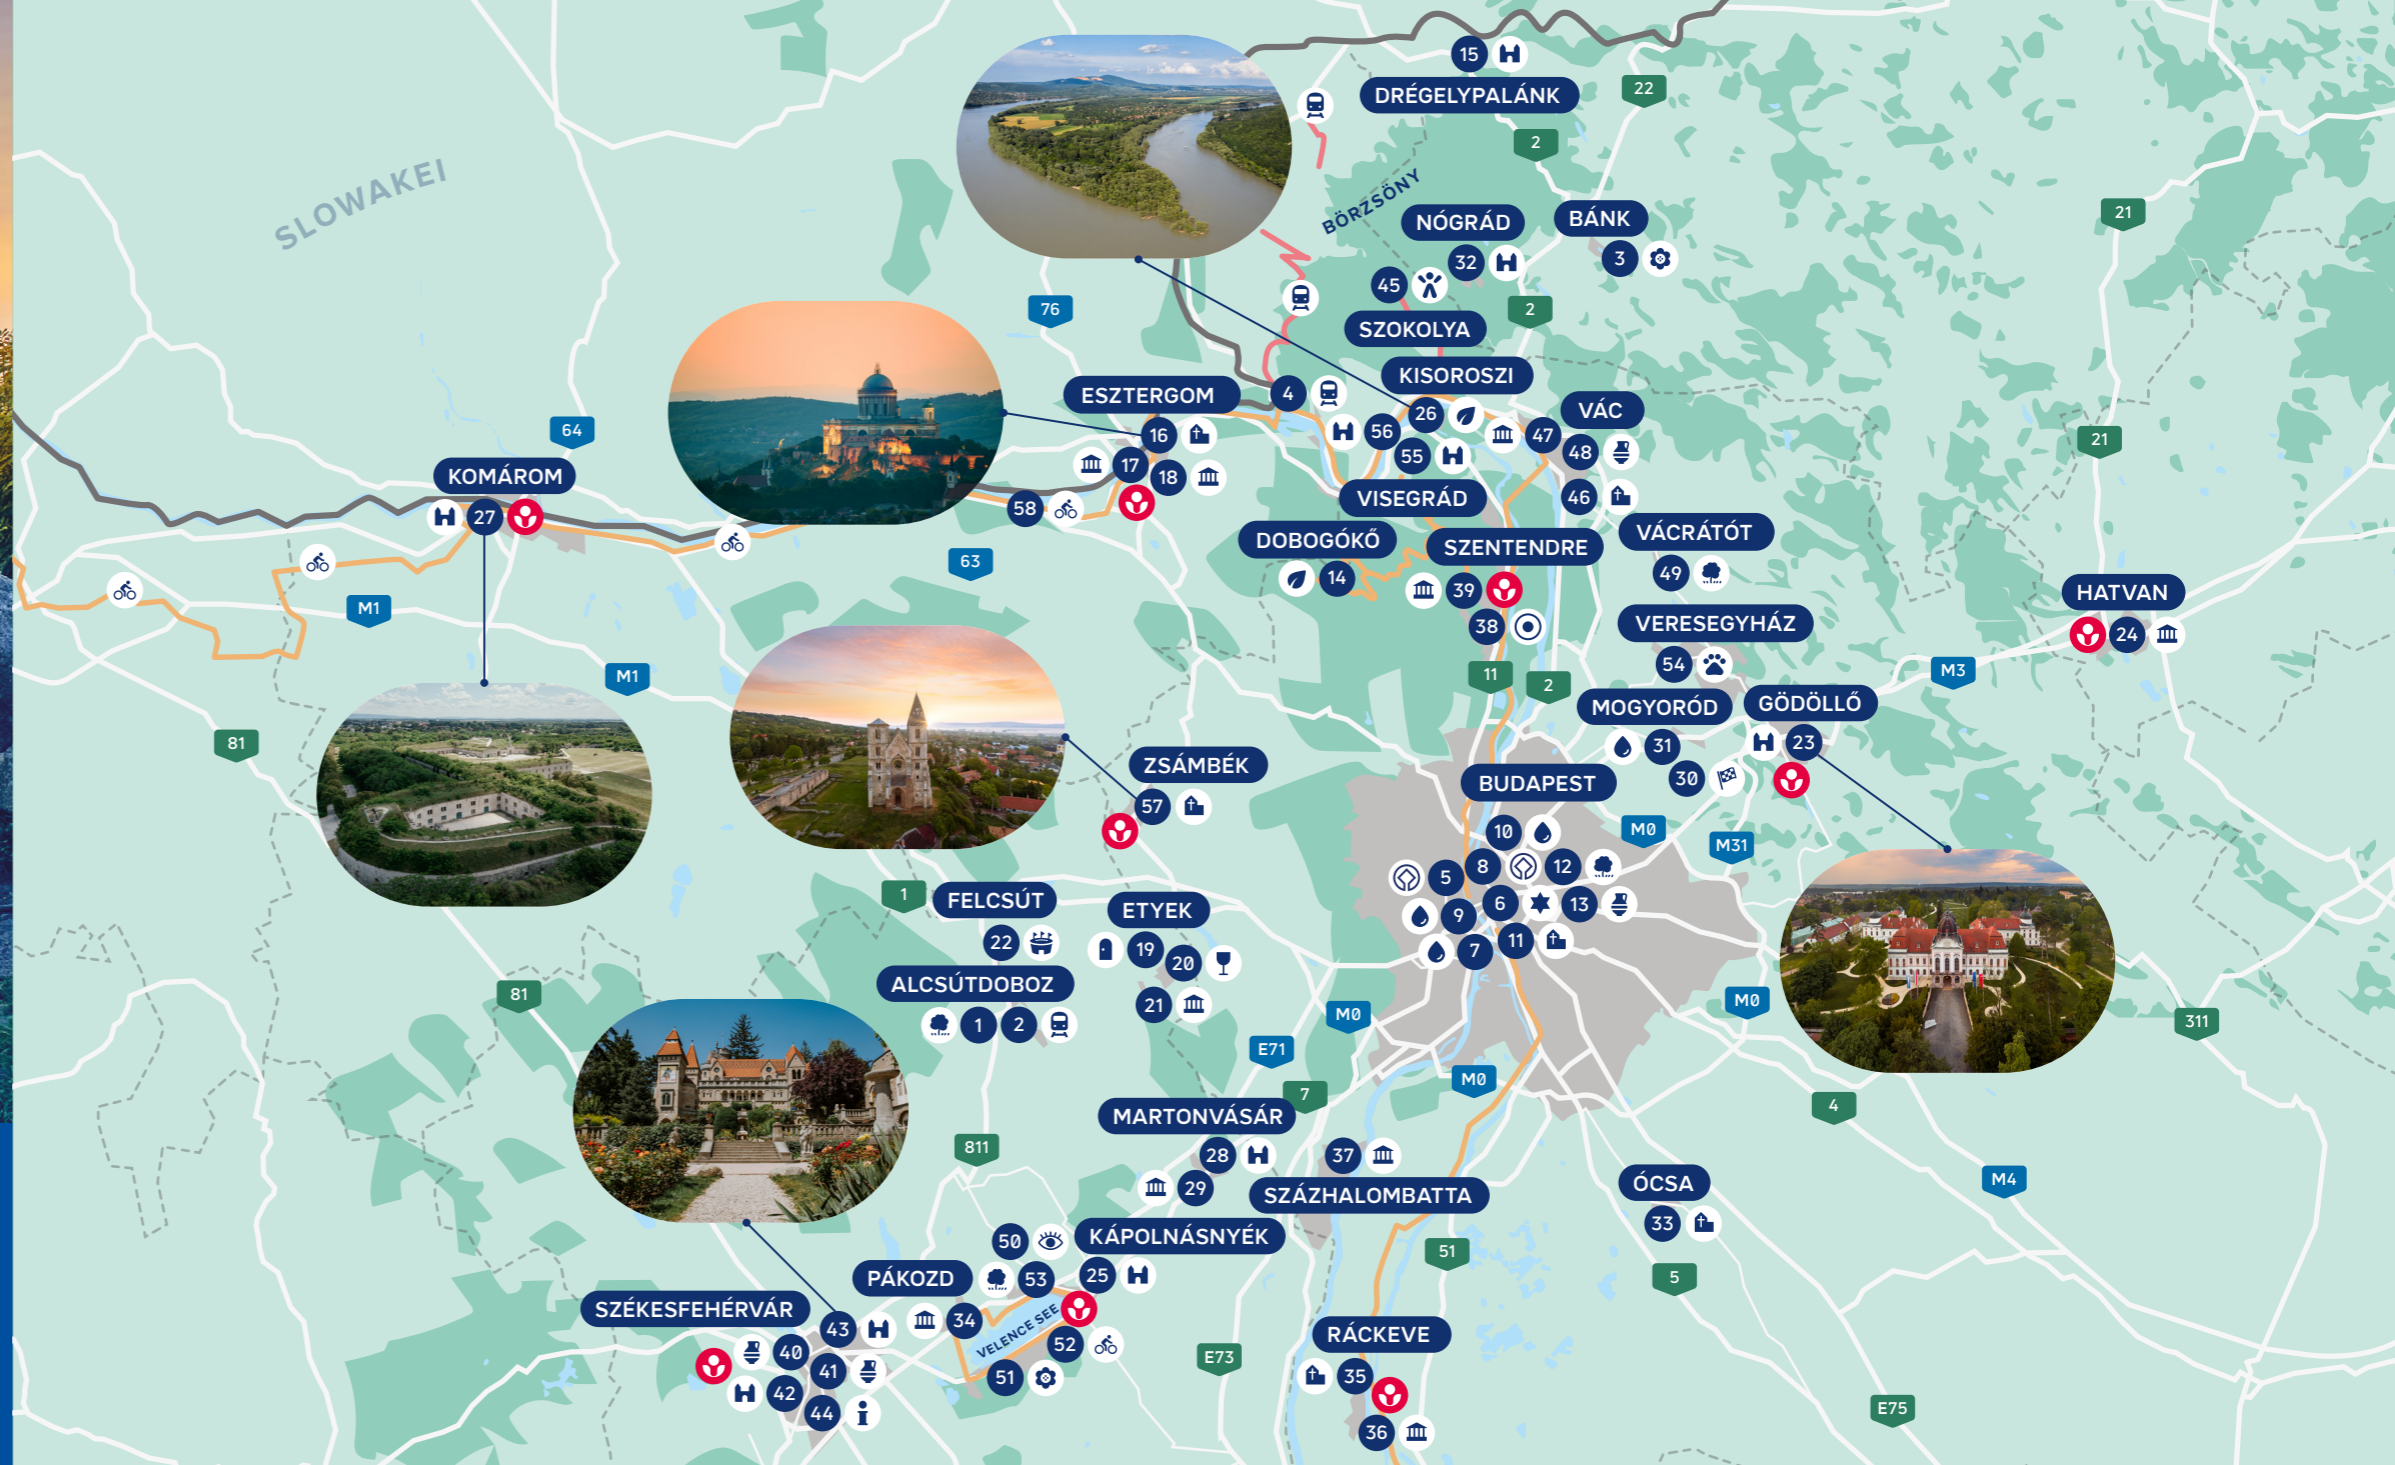 15
DRÉGELYPALÁNK
22
2
SLOWAKEI
BÖRZSÖNY
NÓGRÁD
BÁNK
21
32
3
45
76
2
SZOKOLYA
KISOROSZI
ESZTERGOM
4
26
VÁC
64
16
56
47
48
21
17
18
55
KOMÁROM
27
58
VISEGRÁD
46
63
DOBOGÓKŐ
SZENTENDRE
VÁCRÁTÓT
14
39
49
HATVAN
M1
38
VERESEGYHÁZ
24
54
M3
M1
11
2
MOGYORÓD
GÖDÖLLŐ
81
31
23
ZSÁMBÉK
30
BUDAPEST
57
10
M0
M31
5
8
12
1
FELCSÚT
ETYEK
9
6
13
22
19
20
7
11
ALCSÚTDOBOZ
81
21
M0
M0
1
2
311
E71
M0
7
MARTONVÁSÁR
4
811
28
37
29
SZÁZHALOMBATTA
ÓCSA
M4
33
50
KÁPOLNÁSNYÉK
51
PÁKOZD
53
25
5
SZÉKESFEHÉRVÁR
43
34
VELENCE SEE
RÁCKEVE
40
52
E73
41
51
35
42
44
36
E75